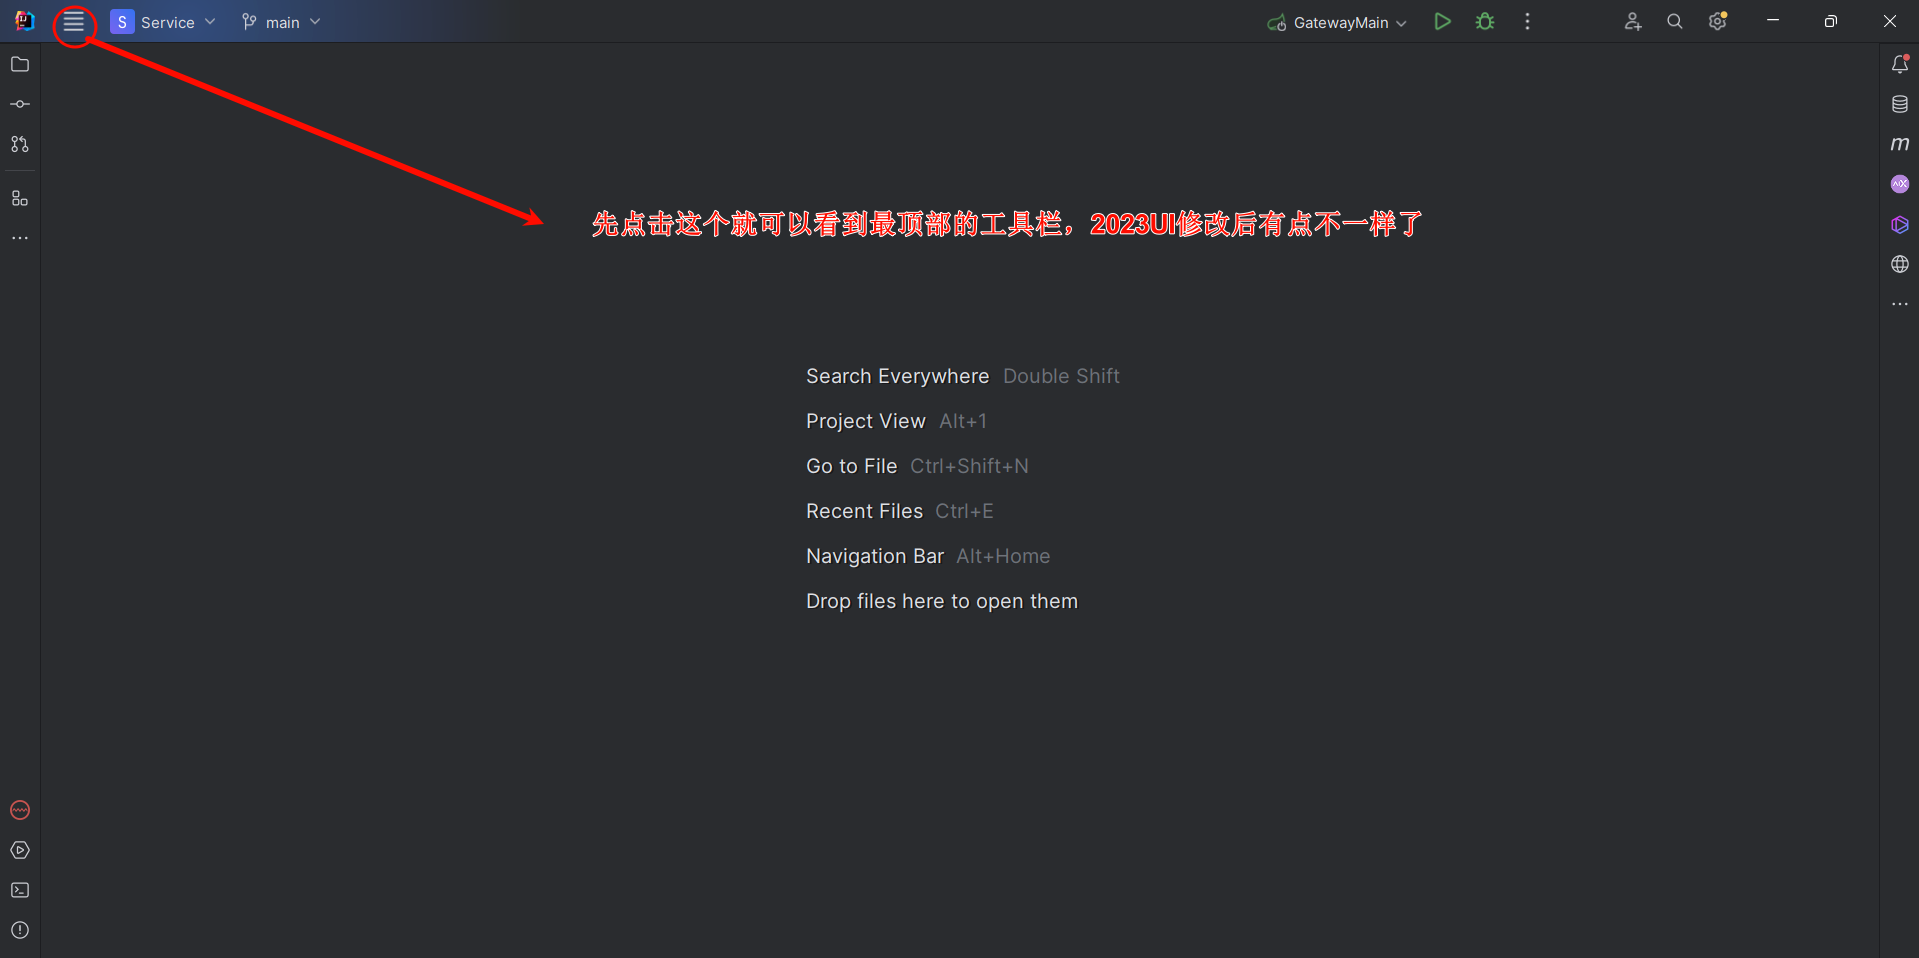 S Service main GatewayMain
先点击这个就可以看到最顶部的工具栏，2023UI修改后有点不一样了
Search Everywhere Double Shift
Project View Alt+1
Go to File Ctrl+Shift+N
Recent Files Ctrl+E
Navigation Bar Alt+Home
Drop files here to open them